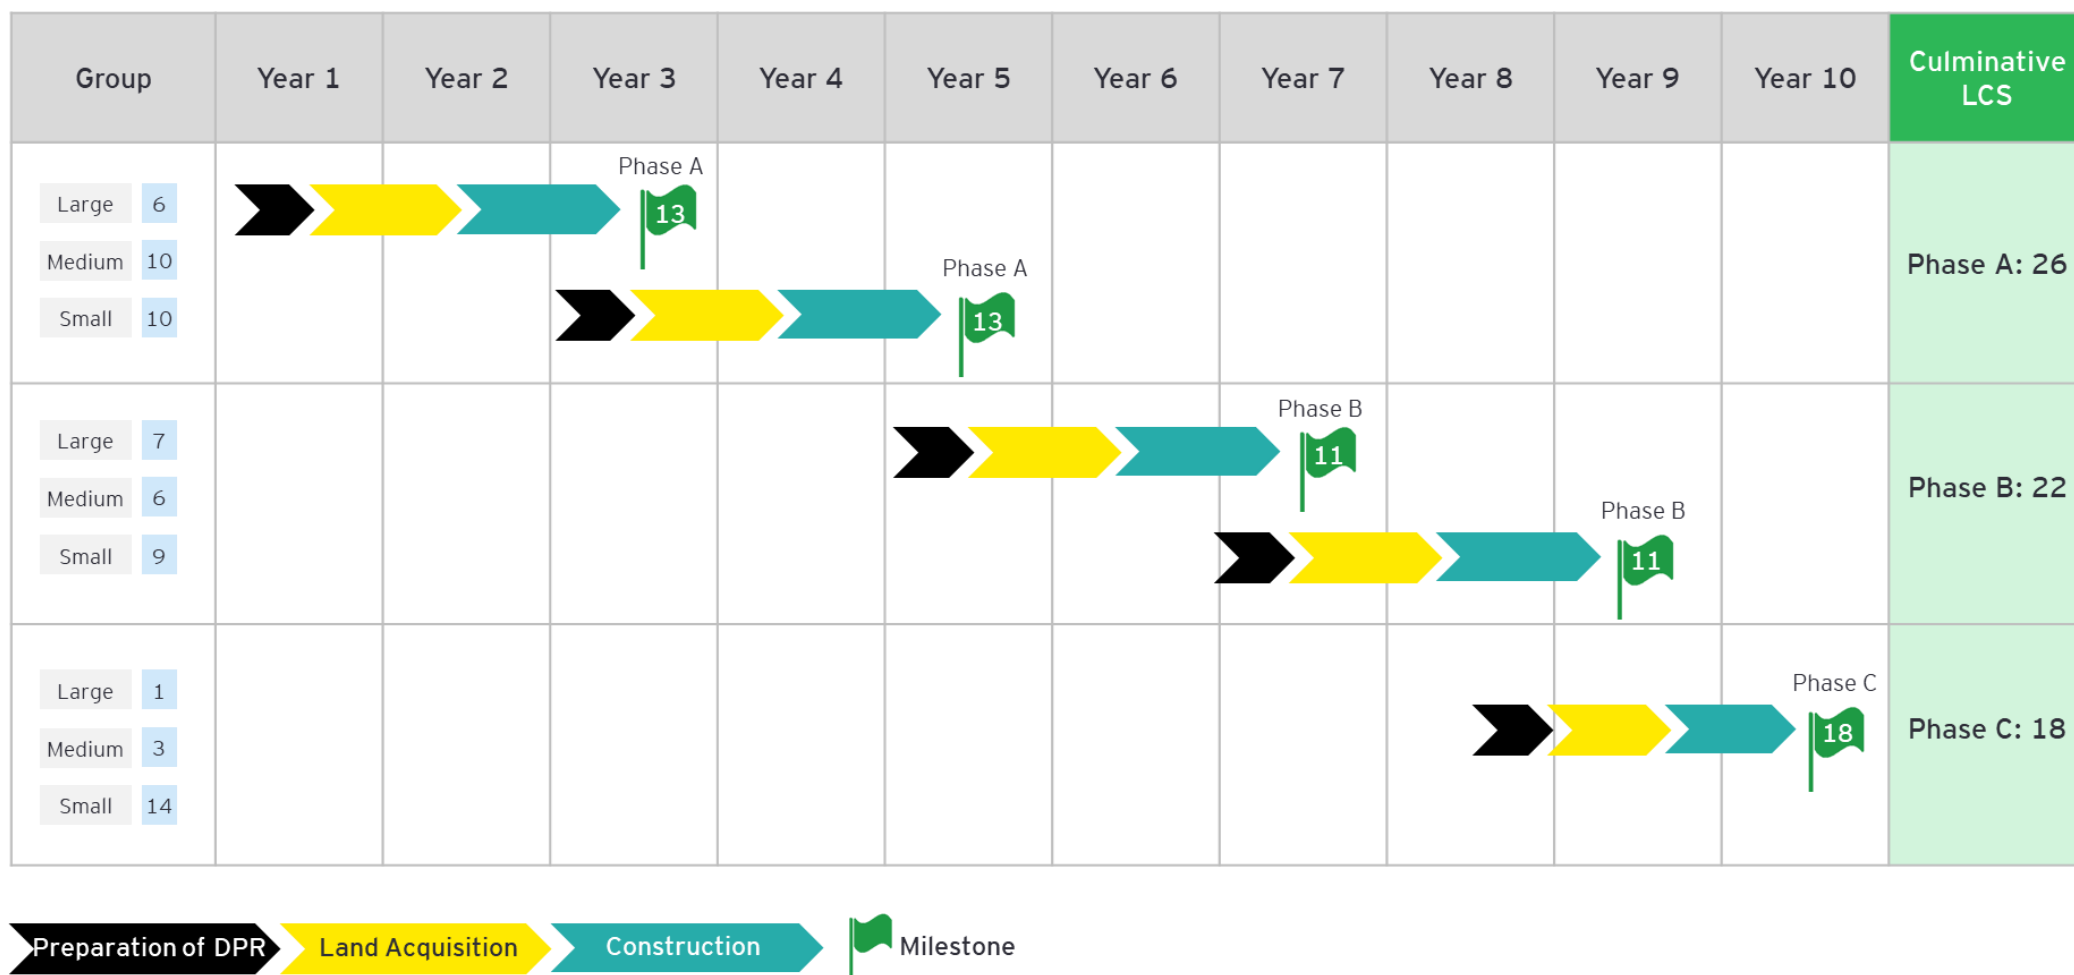 Group Year 1 Year 2 Year 3 Year 4 Year 5 Year 6 Year 7 Year 8 Year 9 Year 10 Culminative
LCS
Phase A
Large 6
13
Medium 10
Phase A
Phase A: 26
Small 10
13
Phase B
Large 7
11
Phase B: 22
Medium 6
Phase B
Small 9
11
Phase C
Large 1
18
Phase C: 18
Medium 3
Small 14
Preparation of DPR Land Acquisition Construction Milestone